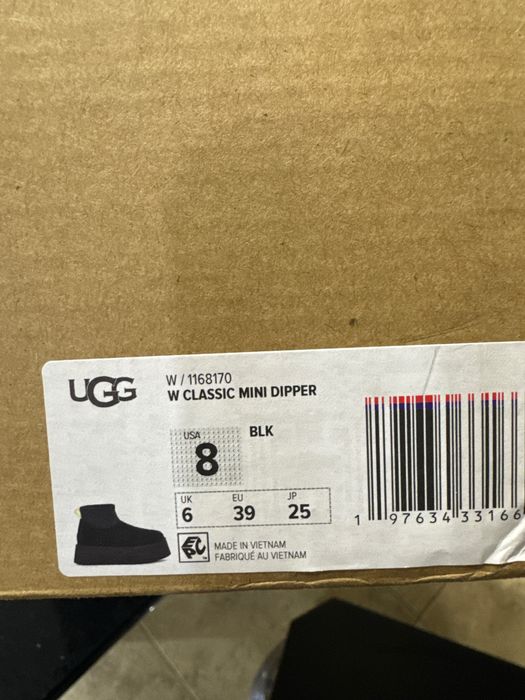 UGG
W / 1168170
W CLASSIC MINI DIPPER
USA
8
BLK
UK EU JP
6 39 25
MADE IN VIETNAM
FABRIQUÉ AU VIETNAM
1 97634 33166